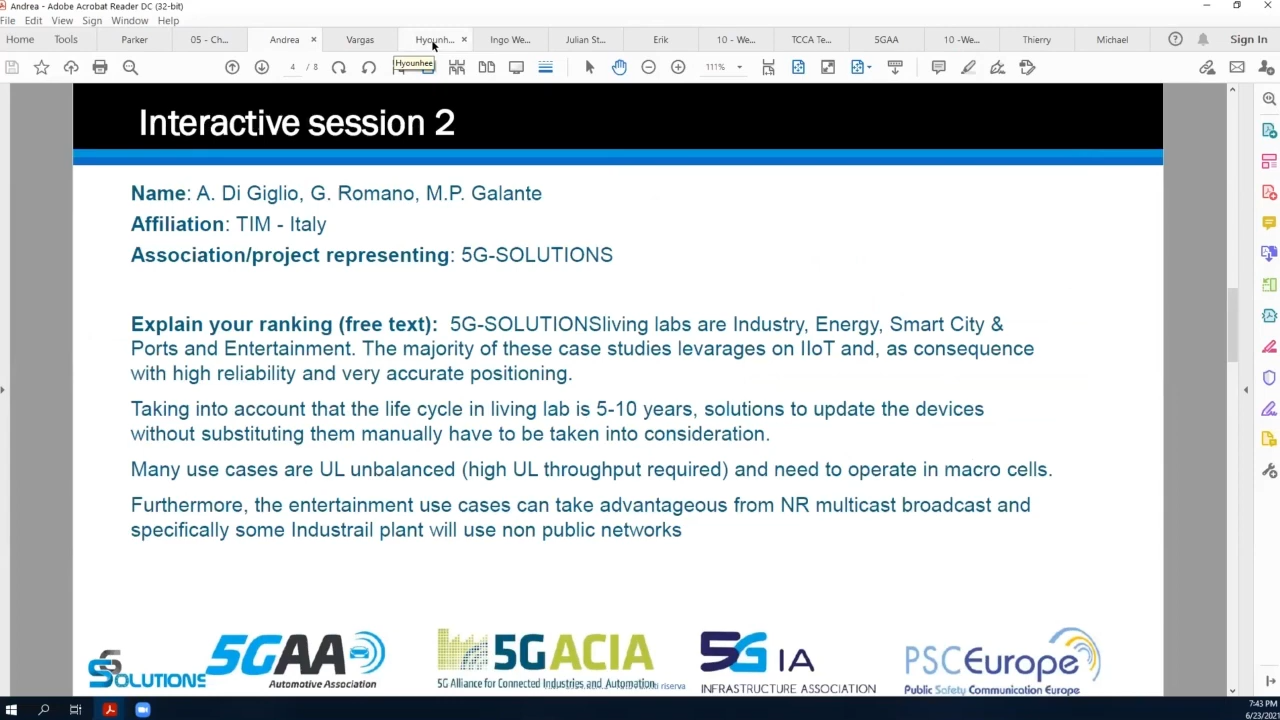 Andrea - Adobe Acrobat Reader DC (32-bit)
File Edit View Sign Window Help
Home Tools Parker 05 - Ch... Andrea Vargas Hyounh... Ingo We... Julian St... Erik 10 - We... TCCA Te... 5GAA 10 -We... Thierry Michael Sign In
4 / 8 Hyounhee 111%
Interactive session 2
Name: A. Di Giglio, G. Romano, M.P. Galante
Affiliation: TIM - Italy
Association/project representing: 5G-SOLUTIONS
Explain your ranking (free text): 5G-SOLUTIONSliving labs are Industry, Energy, Smart City &
Ports and Entertainment. The majority of these case studies levarages on IIoT and, as consequence
with high reliability and very accurate positioning.
Taking into account that the life cycle in living lab is 5-10 years, solutions to update the devices
without substituting them manually have to be taken into consideration.
Many use cases are UL unbalanced (high UL throughput required) and need to operate in macro cells.
Furthermore, the entertainment use cases can take advantageous from NR multicast broadcast and
specifically some Industrail plant will use non public networks
5G SOLUTIONS
5GAA
Automotive Association
5G ACIA
5G Alliance for Connected Industries and Automation
5G IA
INFRASTRUCTURE ASSOCIATION
PSCEurope
Public Safety Communication Europe
7:43 PM
6/23/2021